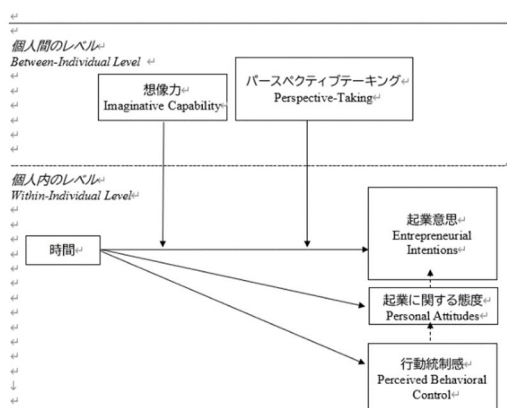 個人間のレベル
Between-Individual Level
想像力
Imaginative Capability
パースペクティブテーキング
Perspective-Taking
個人内のレベル
Within-Individual Level
時間
起業意思
Entrepreneurial
Intentions
起業に関する態度
Personal Attitudes
行動統制感
Perceived Behavioral
Control